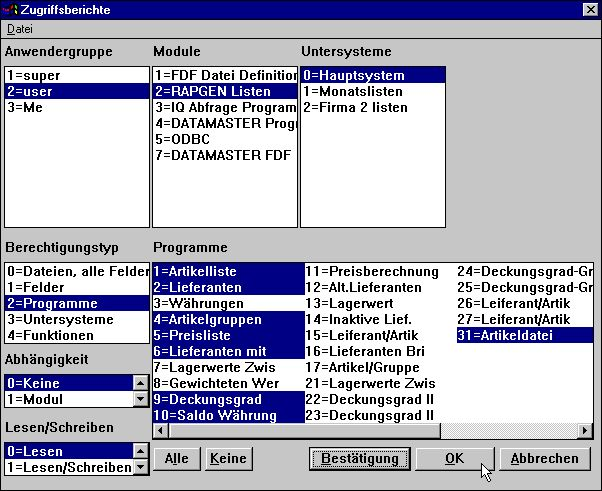 Zugriffsberichte
Datei
Anwendergruppe
1=super
2=user
3=Me
Module
1=FDF Datei Definition
2=RAPGEN Listen
3=IQ Abfrage Program
4=DATAMASTER Prog
5=ODBC
7=DATAMASTER FDF
Untersysteme
0=Hauptsystem
1=Monatslisten
2=Firma 2 listen
Berechtigungstyp
0=Dateien, alle Felder
1=Felder
2=Programme
3=Untersysteme
4=Funktionen
Abhängigkeit
0=Keine
1=Modul
Lesen/Schreiben
0=Lesen
1=Lesen/Schreiben
Programme
1=Artikelliste
2=Lieferanten
3=Währungen
4=Artikelgruppen
5=Preisliste
6=Lieferanten mit
7=Lagerwerte Zwis
8=Gewichteten Wer
9=Deckungsgrad
10=Saldo Währung
11=Preisberechnung
12=Alt.Lieferanten
13=Lagerwert
14=Inaktive Lief.
15=Leifert/Artik
16=Lieferanten Bri
17=Artikel/Gruppe
21=Lagerwerte Zwis
22=Deckungsgrad II
23=Deckungsgrad II
24=Deckungsgrad-Gr
25=Deckungsgrad-Gr
26=Leiferant/Artik
27=Leiferant/Artik
31=Artikeldatei
Alle
Keine
Bestätigung
OK
Abbrechen